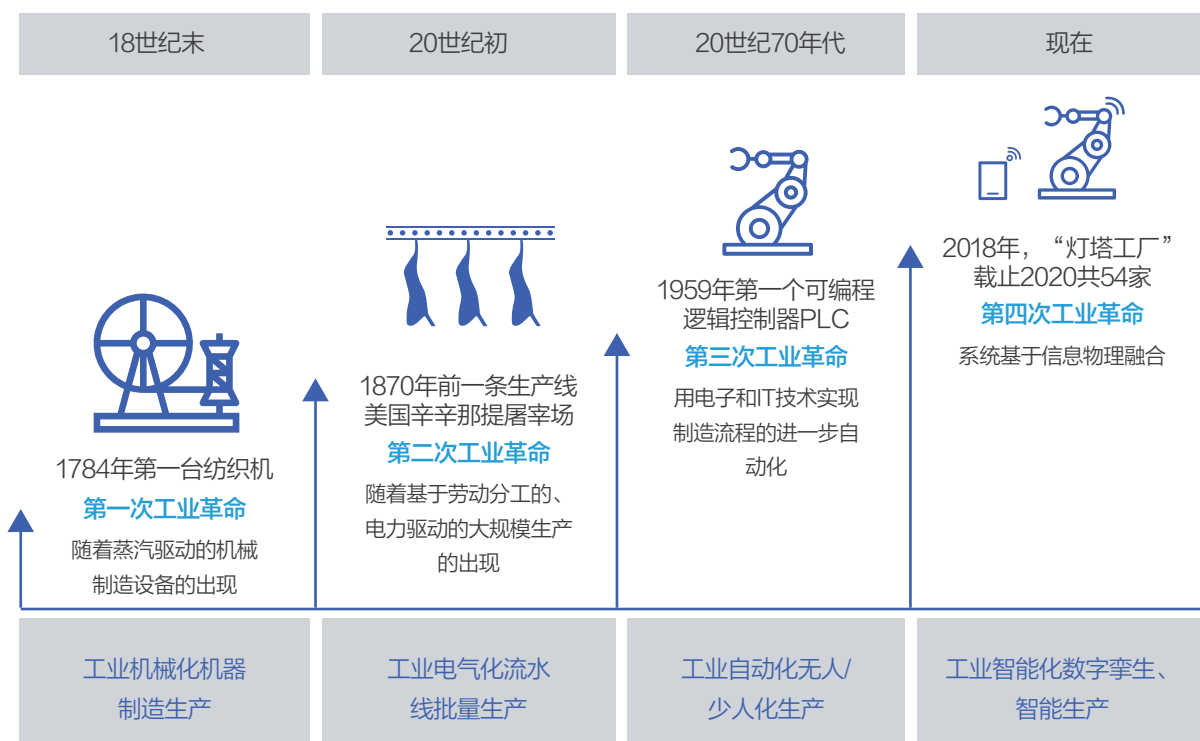 18世纪末
20世纪初
20世纪70年代
现在
1784年第一台纺织机
第一次工业革命
随着蒸汽驱动的机械
制造设备的出现
1870年前一条生产线
美国辛辛那提屠宰场
第二次工业革命
随着基于劳动分工的、
电力驱动的大规模生产
的出现
1959年第一个可编程
逻辑控制器PLC
第三次工业革命
用电子和IT技术实现
制造流程的进一步自
动化
2018年，“灯塔工厂”
载止2020共54家
第四次工业革命
系统基于信息物理融合
工业机械化机器
制造生产
工业电气化流水
线批量生产
工业自动化无人/
少人化生产
工业智能化数字孪生、
智能生产